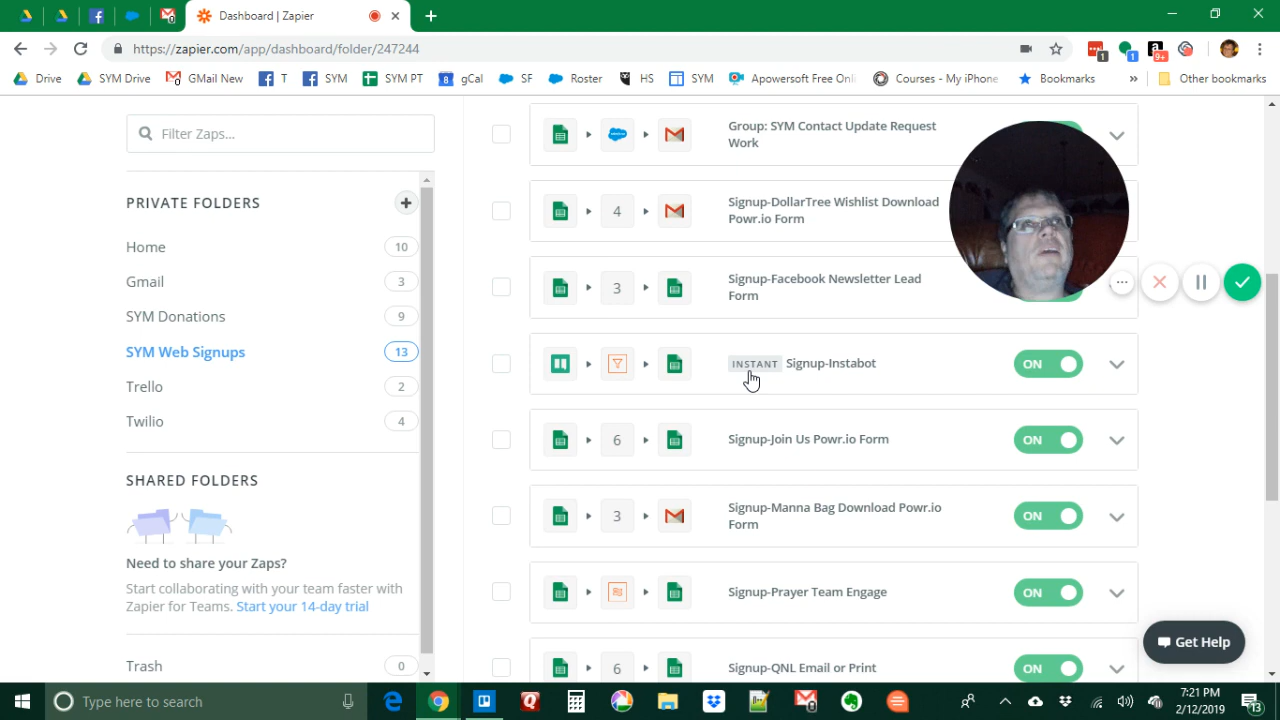 Dashboard | Zapier
https://zapier.com/app/dashboard/folder/247244
1
1
9+
Drive
SYM Drive
GMail New
T
SYM
SYM PT
8
gCal
SF
Roster
HS
SYM
Apowersoft Free Onli
Courses - My iPhone
Bookmarks
»
Other bookmarks
Filter Zaps...
PRIVATE FOLDERS
Home
10
Gmail
3
SYM Donations
9
SYM Web Signups
13
Trello
2
Twilio
4
SHARED FOLDERS
Need to share your Zaps?
Start collaborating with your team faster with
Zapier for Teams. Start your 14-day trial
Trash
0
Group: SYM Contact Update Request
Work
4
Signup-DollarTree Wishlist Download
Powr.io Form
3
Signup-Facebook Newsletter Lead
Form
INSTANT Signup-Instabot
ON
6
Signup-Join Us Powr.io Form
ON
3
Signup-Manna Bag Download Powr.io
Form
ON
Signup-Prayer Team Engage
ON
6
Signup-QNL Email or Print
ON
Get Help
Type here to search
7:21 PM
2/12/2019
13